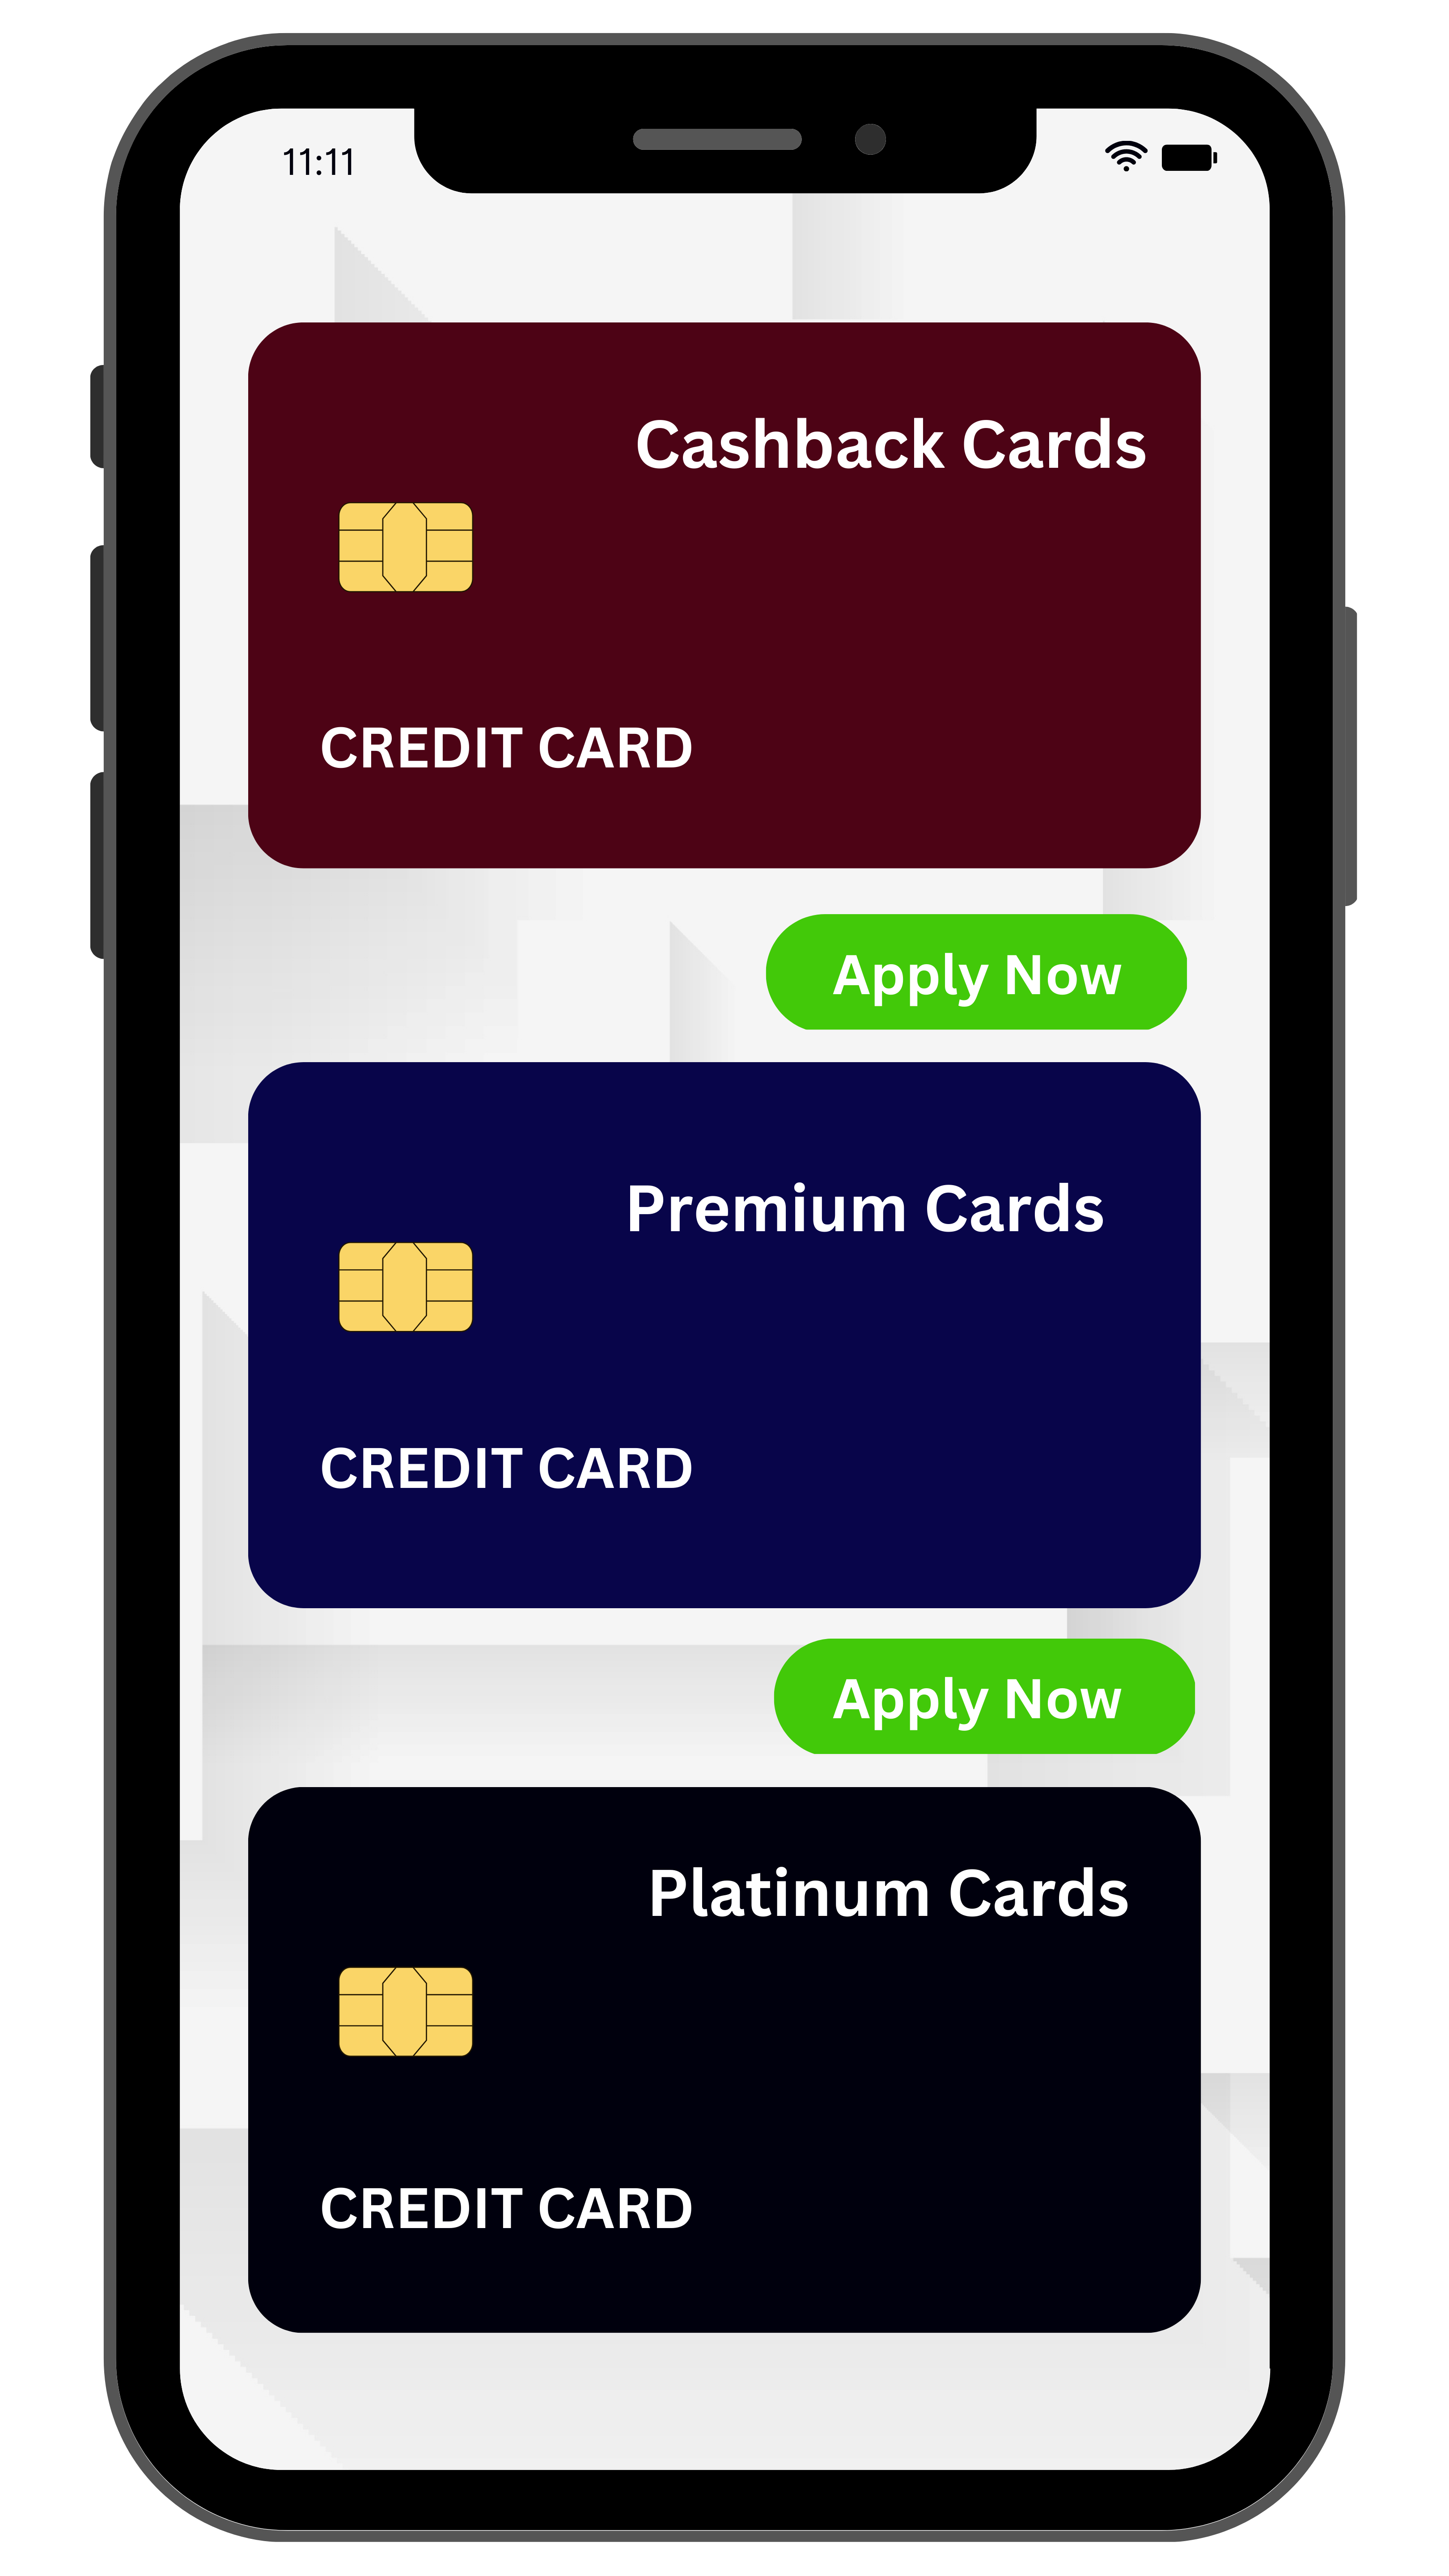 11:11
Cashback Cards
CREDIT CARD
Apply Now
Premium Cards
CREDIT CARD
Apply Now
Platinum Cards
CREDIT CARD